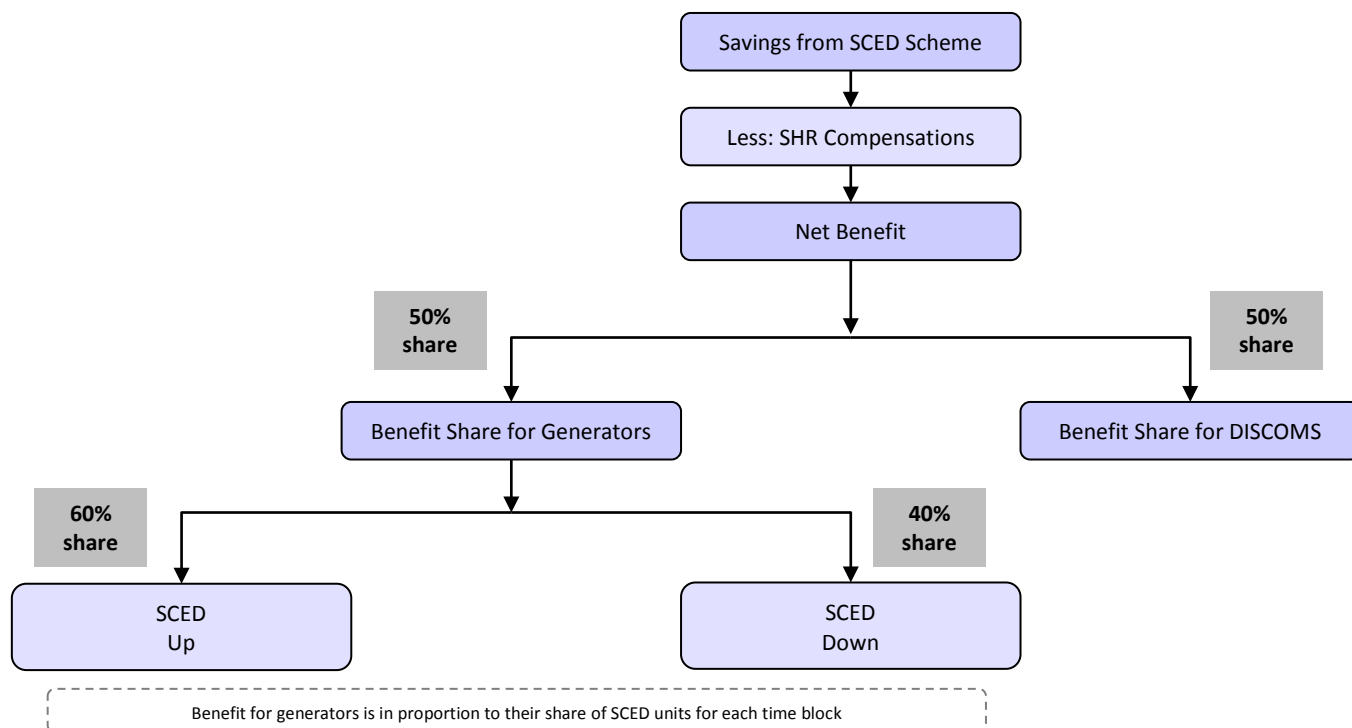 Savings from SCED Scheme
Less: SHR Compensations
Net Benefit
50%
share
50%
share
Benefit Share for Generators
Benefit Share for DISCOMS
60%
share
40%
share
SCED
Up
SCED
Down
Benefit for generators is in proportion to their share of SCED units for each time block